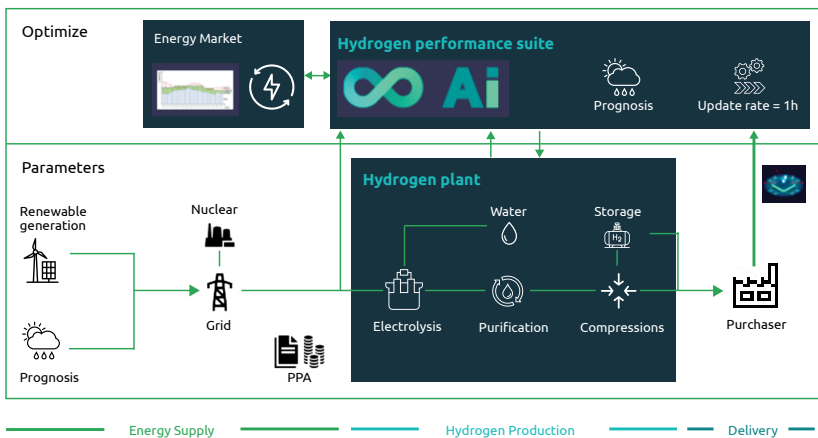 Optimize
Energy Market
Hydrogen performance suite
Ai
Prognosis
Update rate = 1h
Parameters
Hydrogen plant
Renewable
generation
Nuclear
Water
Storage
H2
Grid
Electrolysis
Purification
Compressions
Purchaser
Prognosis
PPA
Energy Supply
Hydrogen Production
Delivery